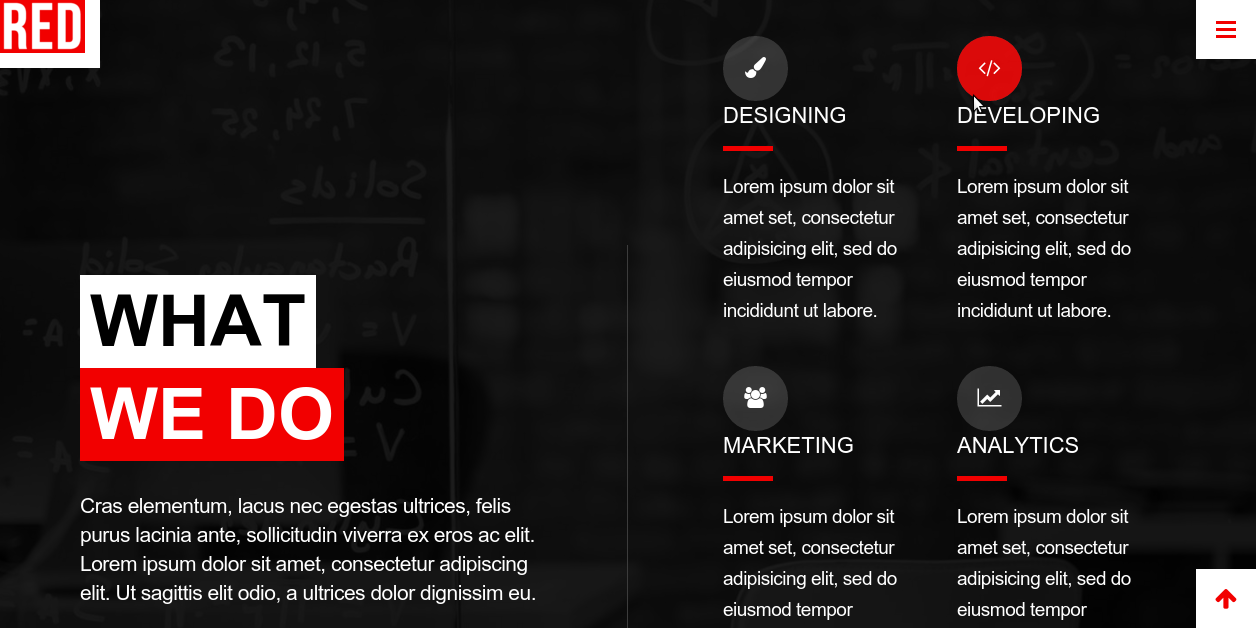 RED
WHAT
WE DO
Cras elementum, lacus nec egestas ultrices, felis
purus lacinia ante, sollicitudin viverra ex eros ac elit.
Lorem ipsum dolor sit amet, consectetur adipiscing
elit. Ut sagittis elit odio, a ultrices dolor dignissim eu.
DESIGNING
Lorem ipsum dolor sit
amet set, consectetur
adipisicing elit, sed do
eiusmod tempor
incididunt ut labore.
DEVELOPING
Lorem ipsum dolor sit
amet set, consectetur
adipisicing elit, sed do
eiusmod tempor
incididunt ut labore.
MARKETING
Lorem ipsum dolor sit
amet set, consectetur
adipisicing elit, sed do
eiusmod tempor
ANALYTICS
Lorem ipsum dolor sit
amet set, consectetur
adipisicing elit, sed do
eiusmod tempor